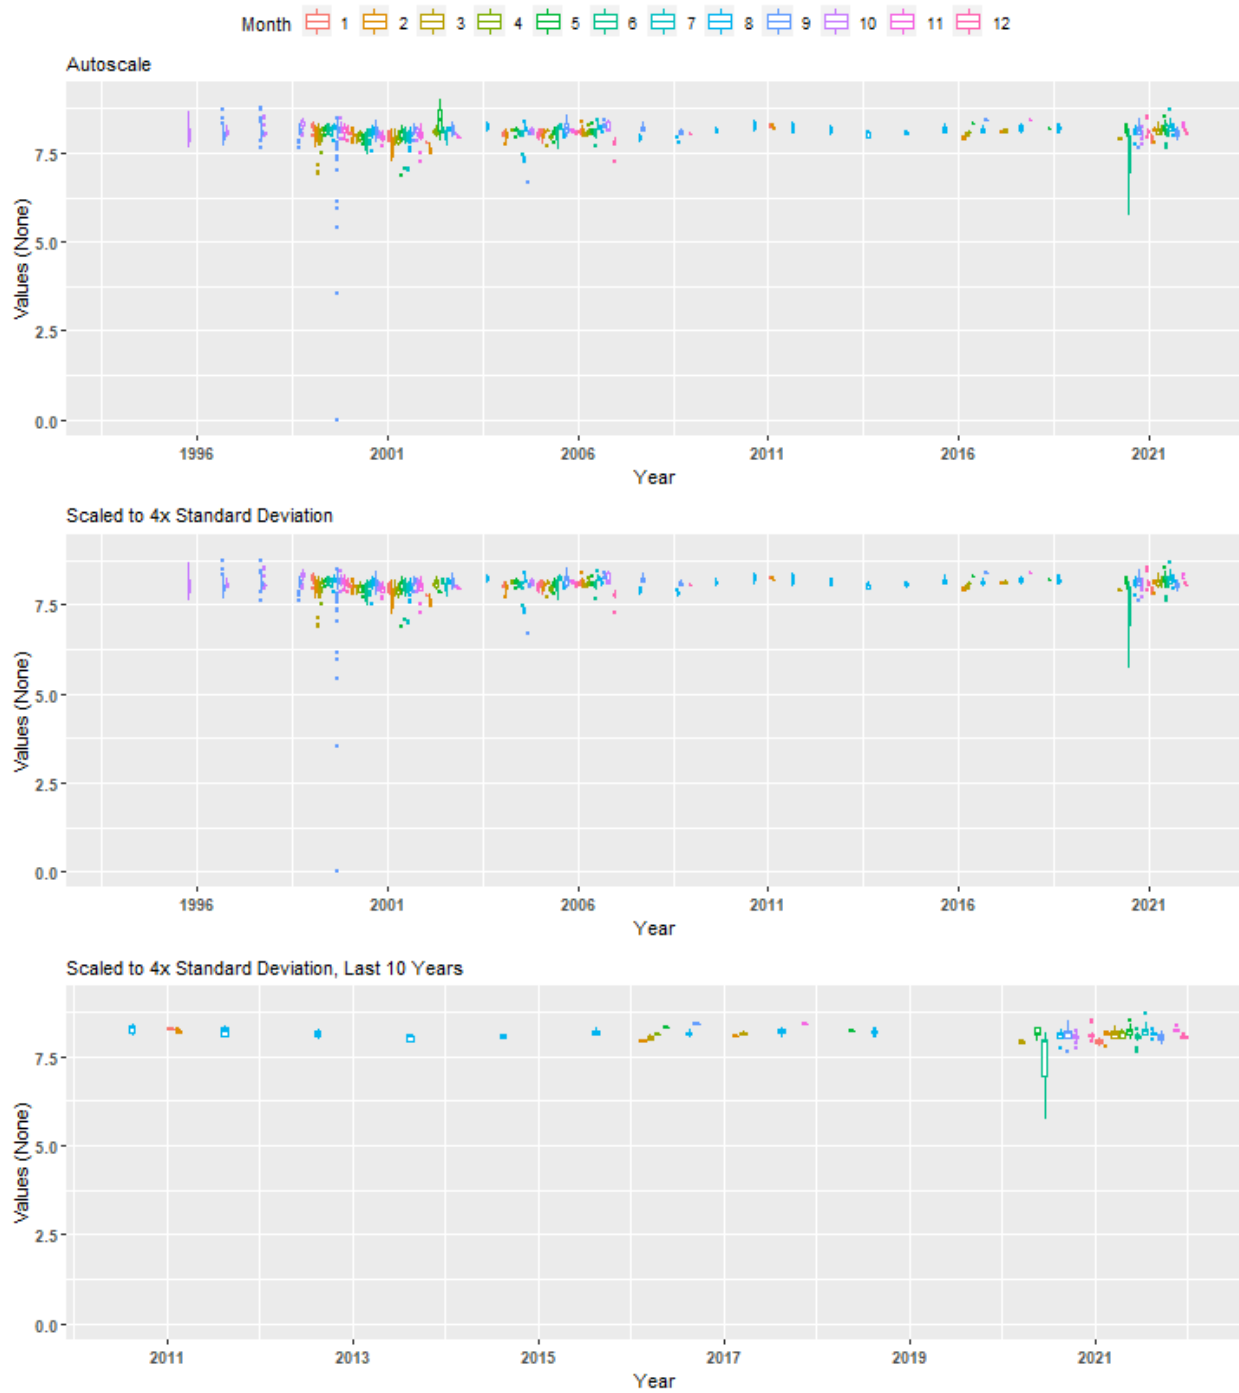 Month 1 2 3 4 5 6 7 8 9 10 11 12
Autoscale
7.5
5.0
2.5
0.0
Values (None)
1996 2001 2006 2011 2016 2021
Year
Scaled to 4x Standard Deviation
7.5
5.0
2.5
0.0
Values (None)
1996 2001 2006 2011 2016 2021
Year
Scaled to 4x Standard Deviation, Last 10 Years
7.5
5.0
2.5
0.0
Values (None)
2011 2013 2015 2017 2019 2021
Year